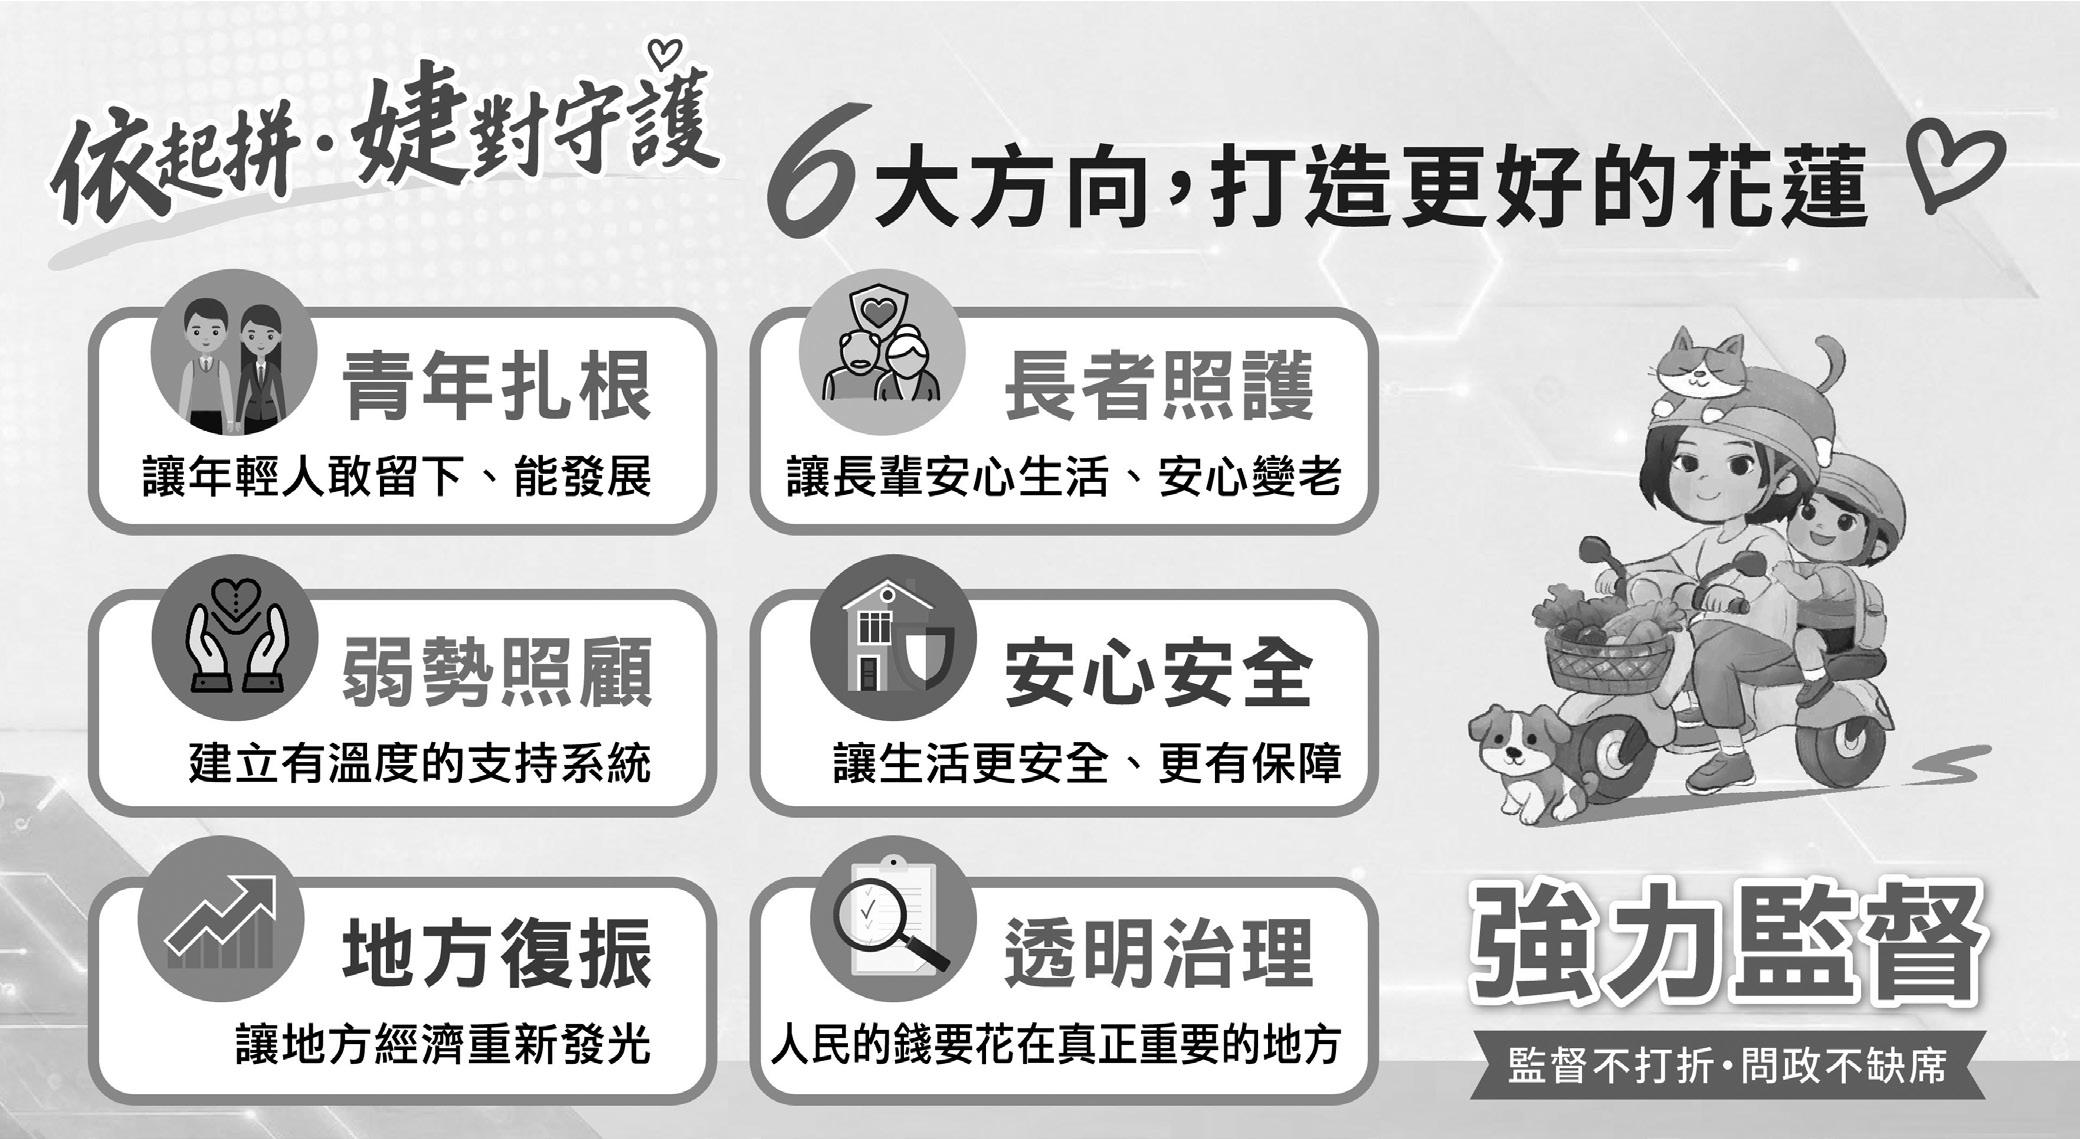 依起拼·婕對守護
6大方向，打造更好的花蓮
青年扎根
讓年輕人敢留下、能發展
長者照護
讓長輩安心生活、安心變老
弱勢照顧
建立有溫度的支持系統
安心安全
讓生活更安全、更有保障
地方復振
讓地方經濟重新發光
透明治理
人民的錢要花在真正重要的地方
強力監督
監督不打折·問政不缺席